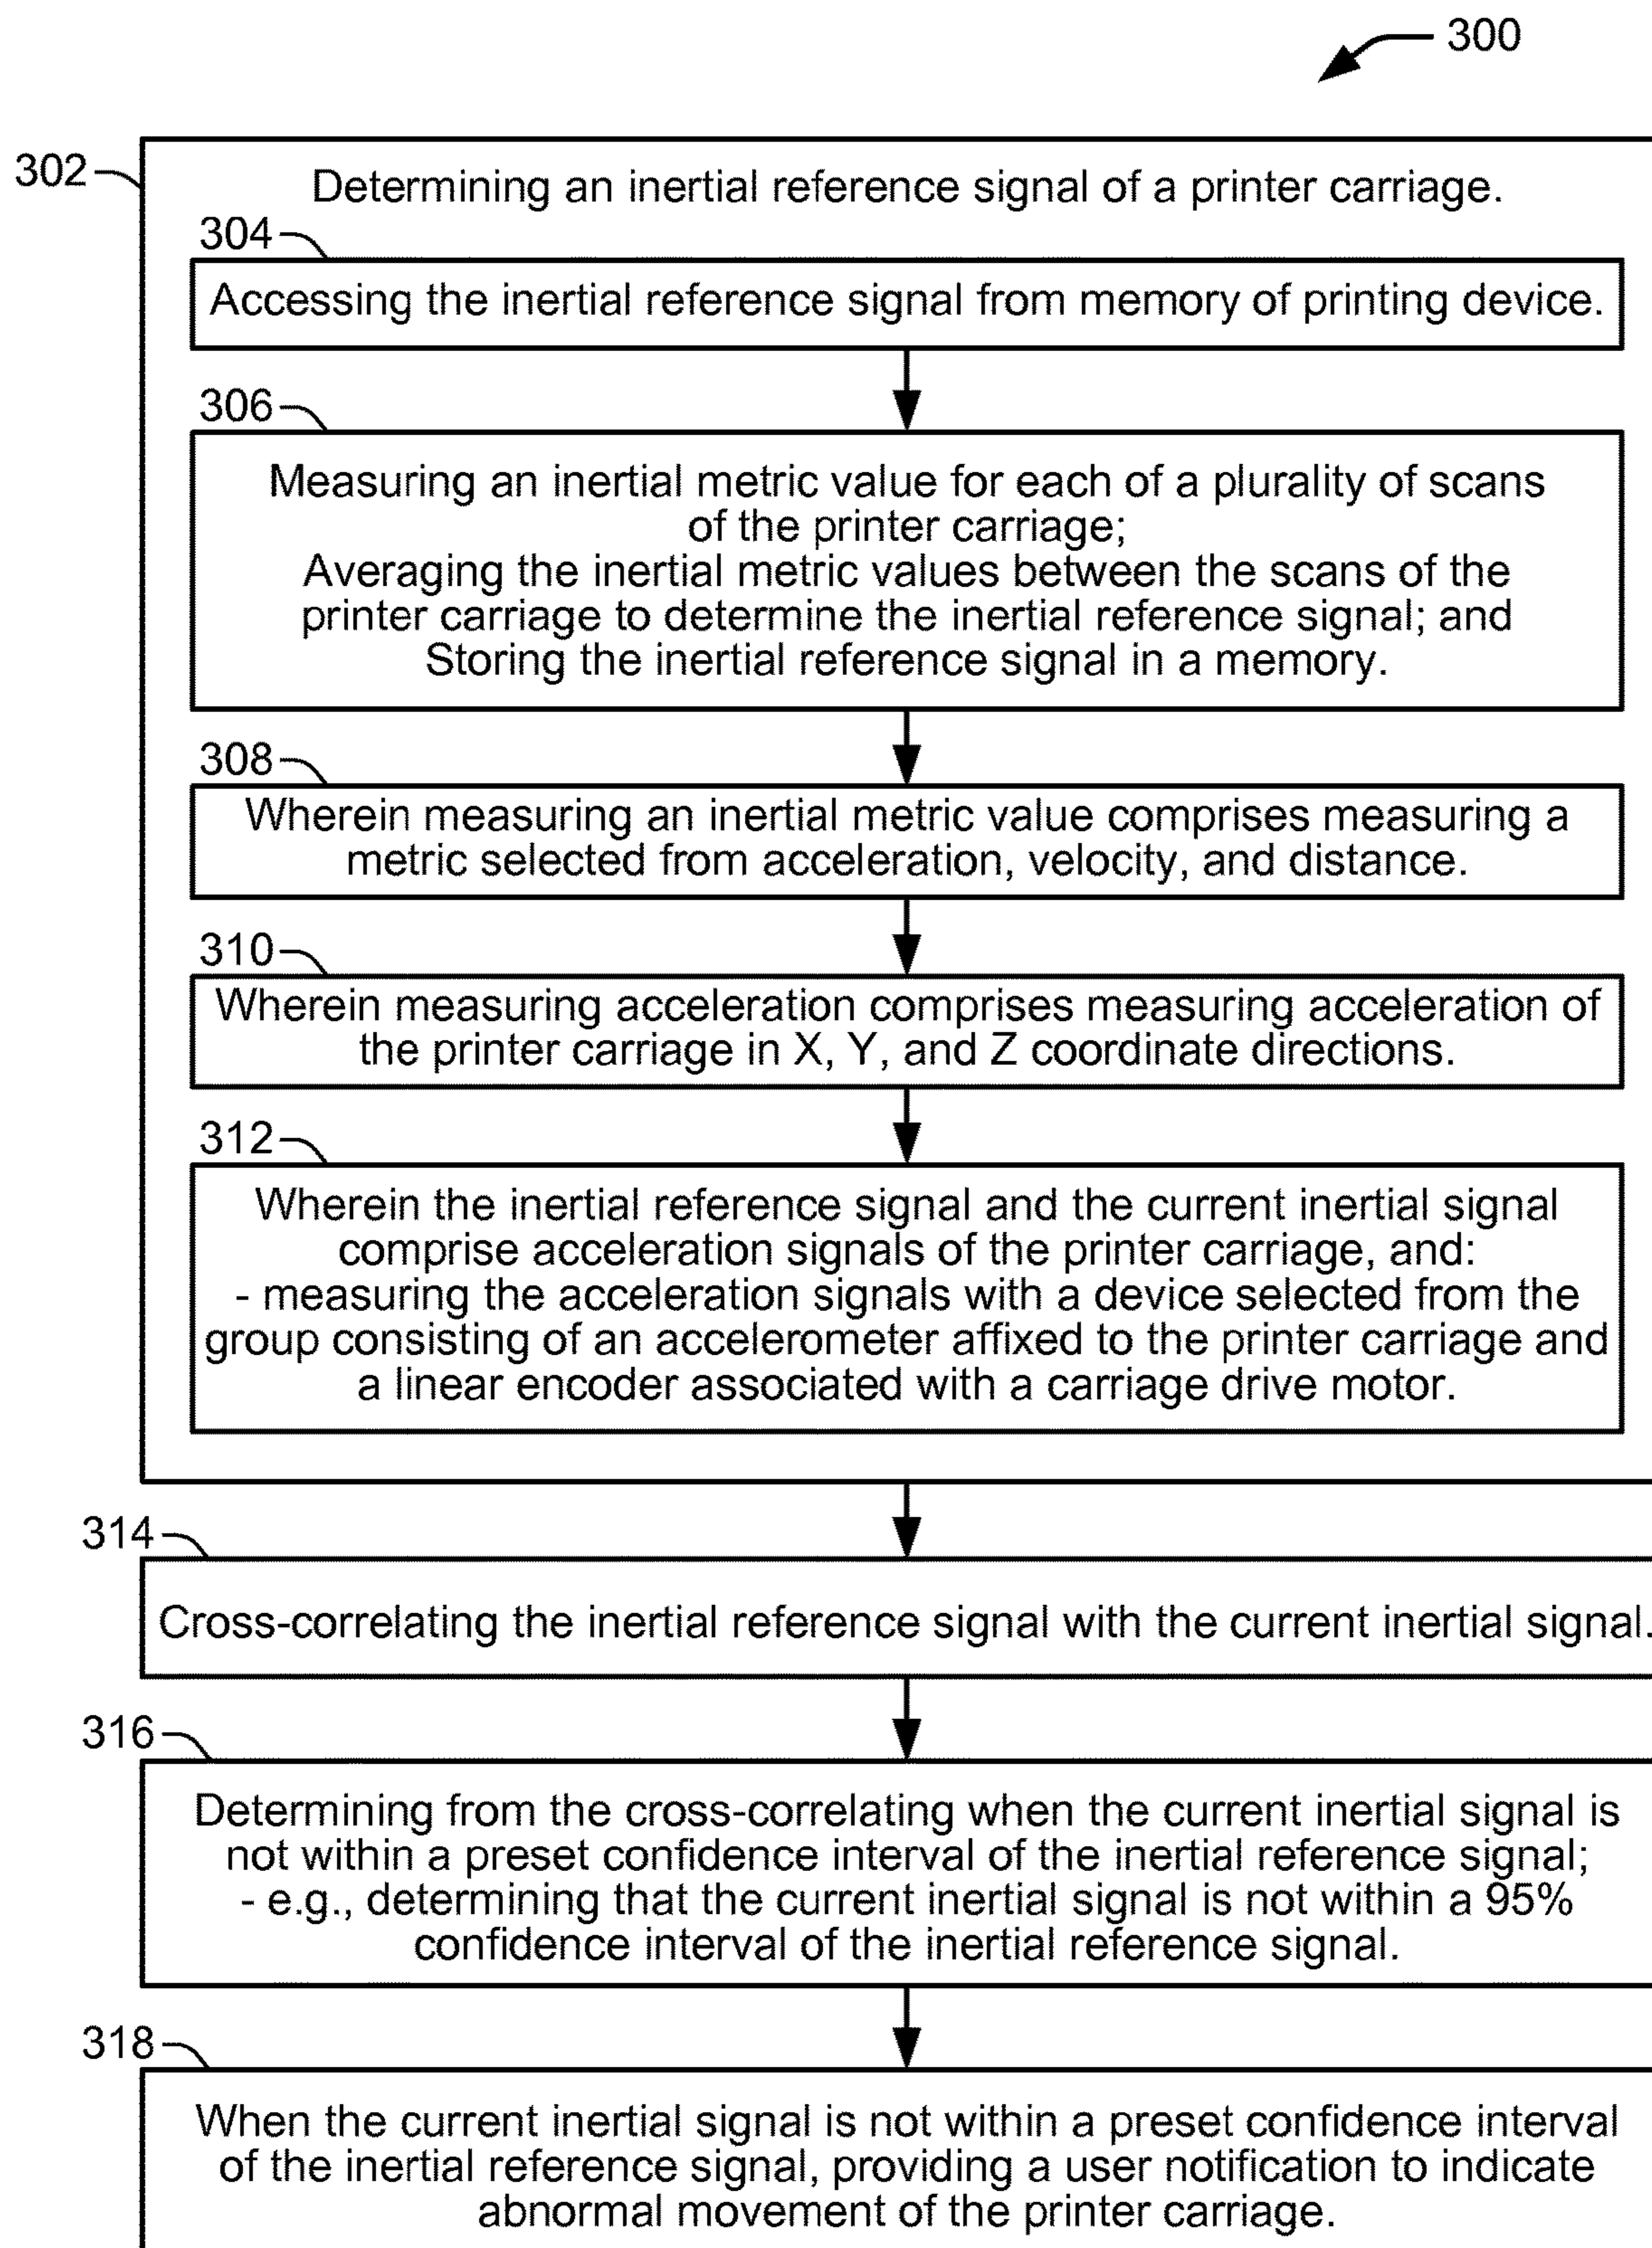 300
302
Determining an inertial reference signal of a printer carriage.
304
Accessing the inertial reference signal from memory of printing device.
306
Measuring an inertial metric value for each of a plurality of scans
of the printer carriage;
Averaging the inertial metric values between the scans of the
printer carriage to determine the inertial reference signal; and
Storing the inertial reference signal in a memory.
308
Wherein measuring an inertial metric value comprises measuring a
metric selected from acceleration, velocity, and distance.
310
Wherein measuring acceleration comprises measuring acceleration of
the printer carriage in X, Y, and Z coordinate directions.
312
Wherein the inertial reference signal and the current inertial signal
comprise acceleration signals of the printer carriage, and:
- measuring the acceleration signals with a device selected from the
group consisting of an accelerometer affixed to the printer carriage and
a linear encoder associated with a carriage drive motor.
314
Cross-correlating the inertial reference signal with the current inertial signal.
316
Determining from the cross-correlating when the current inertial signal is
not within a preset confidence interval of the inertial reference signal;
- e.g., determining that the current inertial signal is not within a 95%
confidence interval of the inertial reference signal.
318
When the current inertial signal is not within a preset confidence interval
of the inertial reference signal, providing a user notification to indicate
abnormal movement of the printer carriage.